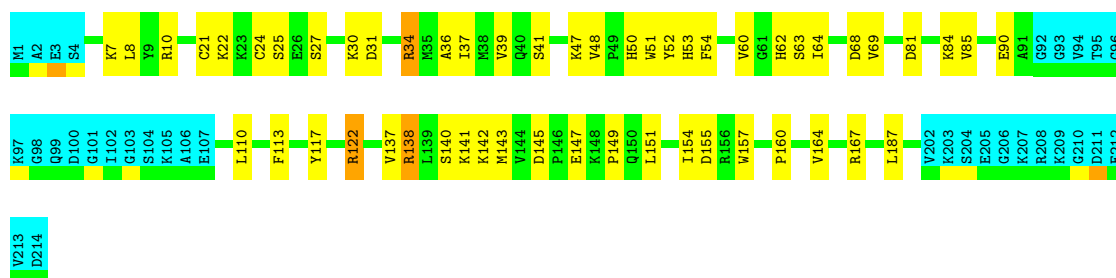 M1 A2 E3 S4 K7 L8 Y9 R10 C21 K22 K23 C24 S25 E26 S27 K30 D31 R34 M35 A36 I37 M38 V39 Q40 S41 K47 V48 P49 H50 W51 Y52 H53 F54 V60 G61 H62 S63 I64 D68 V69 D81 K84 V85 E90 A91 G92 G93 V94 T95 G96
K97 G98 Q99 D100 G101 I102 G103 S104 K105 A106 E107 L110 F113 Y117 R122 V137 R138 L139 S140 K141 K142 M143 V144 D145 P146 E147 K148 P149 Q150 L151 I154 D155 R156 W157 P160 V164 R167 L187 V202 K203 S204 E205 G206 K207 R208 K209 G210 D211
V213 D214